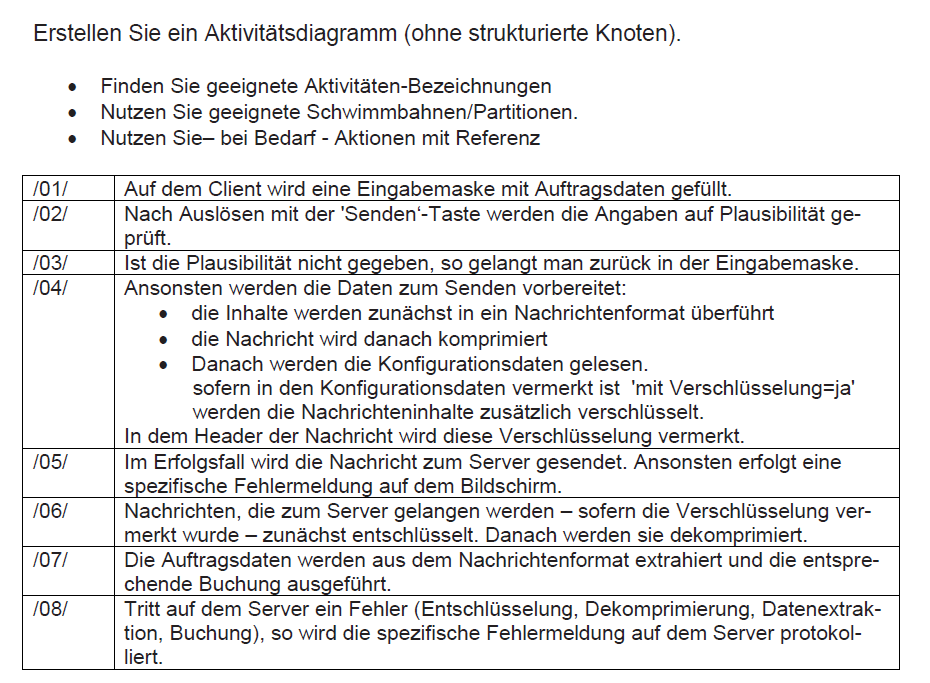 Erstellen Sie ein Aktivitätsdiagramm (ohne strukturierte Knoten).
• Finden Sie geeignete Aktivitäten-Bezeichnungen
• Nutzen Sie geeignete Schwimmbahnen/Partitionen.
• Nutzen Sie– bei Bedarf - Aktionen mit Referenz
/01/ Auf dem Client wird eine Eingabemaske mit Auftragsdaten gefüllt.
/02/ Nach Auslösen mit der 'Senden‘-Taste werden die Angaben auf Plausibilität ge-
prüft.
/03/ Ist die Plausibilität nicht gegeben, so gelangt man zurück in der Eingabemaske.
/04/ Ansonsten werden die Daten zum Senden vorbereitet:
• die Inhalte werden zunächst in ein Nachrichtenformat überführt
• die Nachricht wird danach komprimiert
• Danach werden die Konfigurationsdaten gelesen.
sofern in den Konfigurationsdaten vermerkt ist 'mit Verschlüsselung=ja'
werden die Nachrichteninhalte zusätzlich verschlüsselt.
In dem Header der Nachricht wird diese Verschlüsselung vermerkt.
/05/ Im Erfolgsfall wird die Nachricht zum Server gesendet. Ansonsten erfolgt eine
spezifische Fehlermeldung auf dem Bildschirm.
/06/ Nachrichten, die zum Server gelangen werden – sofern die Verschlüsselung ver-
merkt wurde – zunächst entschlüsselt. Danach werden sie dekomprimiert.
/07/ Die Auftragsdaten werden aus dem Nachrichtenformat extrahiert und die entspre-
chende Buchung ausgeführt.
/08/ Tritt auf dem Server ein Fehler (Entschlüsselung, Dekomprimierung, Datenextrak-
tion, Buchung), so wird die spezifische Fehlermeldung auf dem Server protokol-
liert.